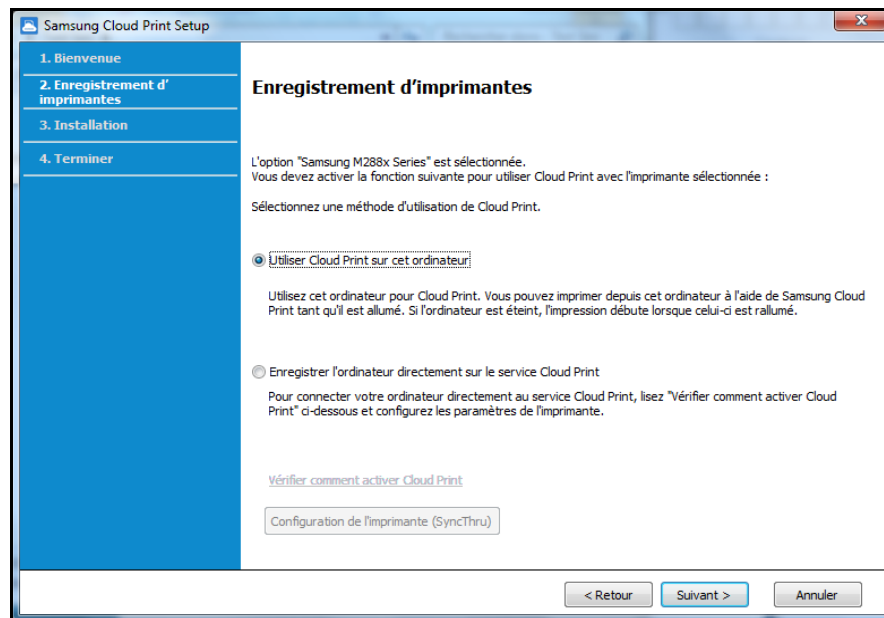 Samsung Cloud Print Setup
1. Bienvenue
2. Enregistrement d'
imprimantes
3. Installation
4. Terminer
Enregistrement d'imprimantes
L'option "Samsung M288x Series" est sélectionnée.
Vous devez activer la fonction suivante pour utiliser Cloud Print avec l'imprimante sélectionnée :
Sélectionnez une méthode d'utilisation de Cloud Print.
Utiliser Cloud Print sur cet ordinateur
Utilisez cet ordinateur pour Cloud Print. Vous pouvez imprimer depuis cet ordinateur à l'aide de Samsung Cloud
Print tant qu'il est allumé. Si l'ordinateur est éteint, l'impression débute lorsque celui-ci est rallumé.
Enregistrer l'ordinateur directement sur le service Cloud Print
Pour connecter votre ordinateur directement au service Cloud Print, lisez "Vérifier comment activer Cloud
Print" ci-dessous et configurez les paramètres de l'imprimante.
Vérifier comment activer Cloud Print
Configuration de l'imprimante (SyncThru)
< Retour
Suivant >
Annuler